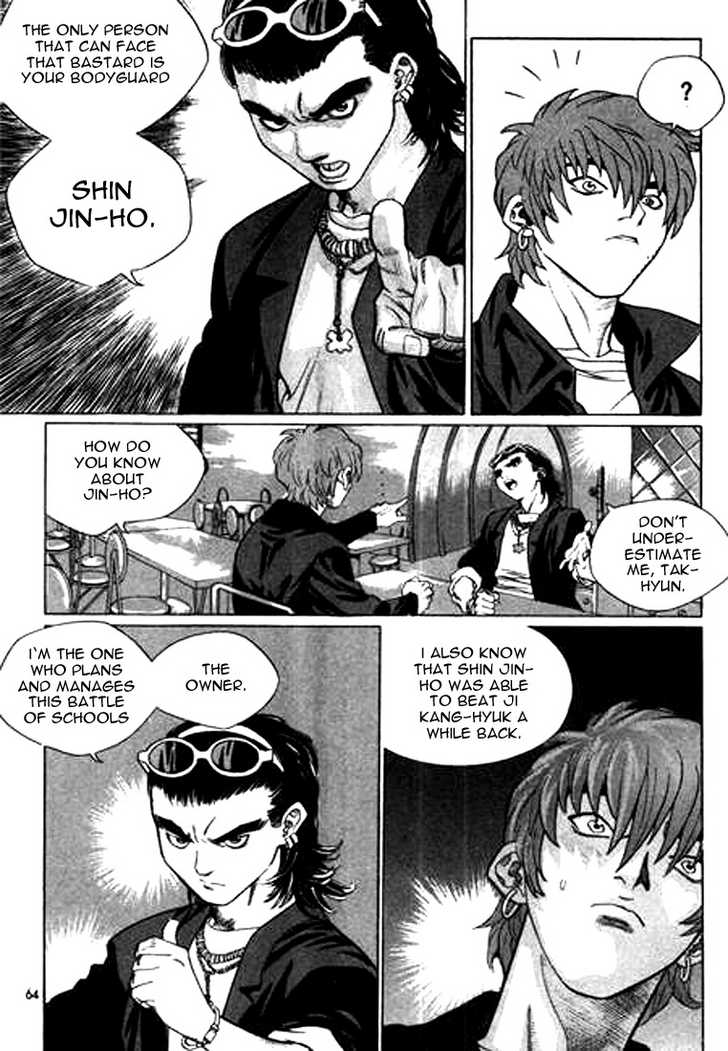 THE ONLY PERSON
THAT CAN FACE
THAT BASTARD IS
YOUR BODYGUARD
SHIN
JIN-HO.
?
HOW DO
YOU KNOW
ABOUT
JIN-HO?
DON'T
UNDER-
ESTIMATE
ME, TAK-
HYUN.
I'M THE ONE
WHO PLANS
AND MANAGES
THIS BATTLE
OF SCHOOLS
THE
OWNER.
I ALSO KNOW
THAT SHIN JIN-
HO WAS ABLE
TO BEAT JI
KANG-HYUK A
WHILE BACK.
64